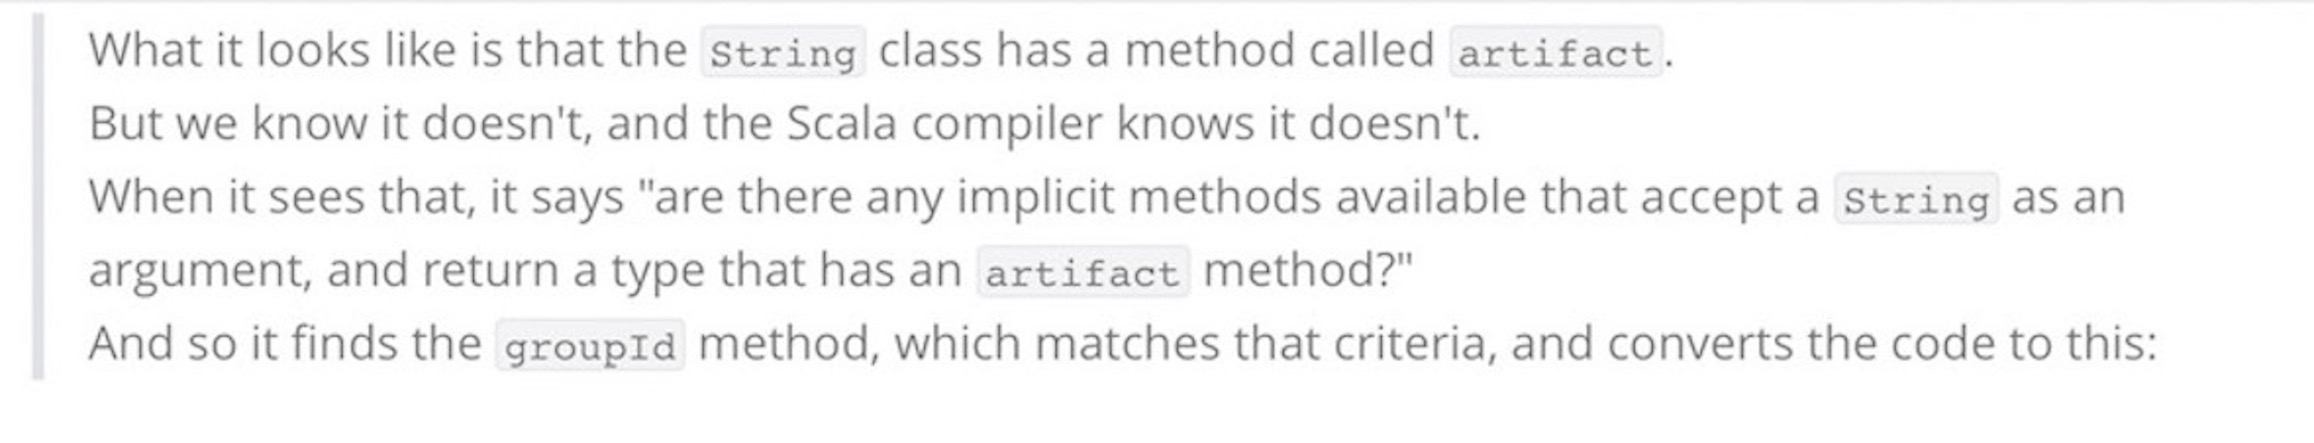 What it looks like is that the String class has a method called artifact.
But we know it doesn't, and the Scala compiler knows it doesn't.
When it sees that, it says "are there any implicit methods available that accept a String as an
argument, and return a type that has an artifact method?"
And so it finds the groupId method, which matches that criteria, and converts the code to this: